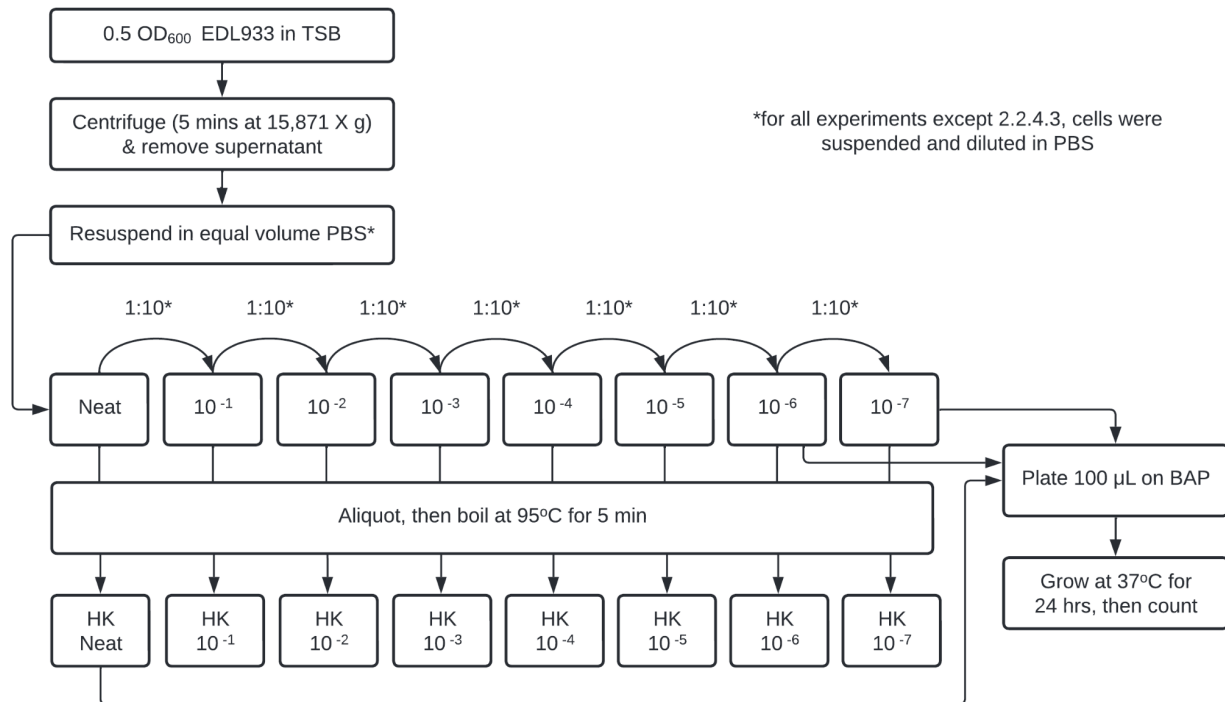 0.5 OD₆₀₀ EDL933 in TSB
Centrifuge (5 mins at 15,871 X g)
& remove supernatant
*for all experiments except 2.2.4.3, cells were
suspended and diluted in PBS
Resuspend in equal volume PBS*
1:10* 1:10* 1:10* 1:10* 1:10* 1:10* 1:10*
Neat 10⁻¹ 10⁻² 10⁻³ 10⁻⁴ 10⁻⁵ 10⁻⁶ 10⁻⁷
Plate 100 µL on BAP
Aliquot, then boil at 95ºC for 5 min
Grow at 37ºC for
24 hrs, then count
HK HK HK HK HK HK HK HK
Neat 10⁻¹ 10⁻² 10⁻³ 10⁻⁴ 10⁻⁵ 10⁻⁶ 10⁻⁷